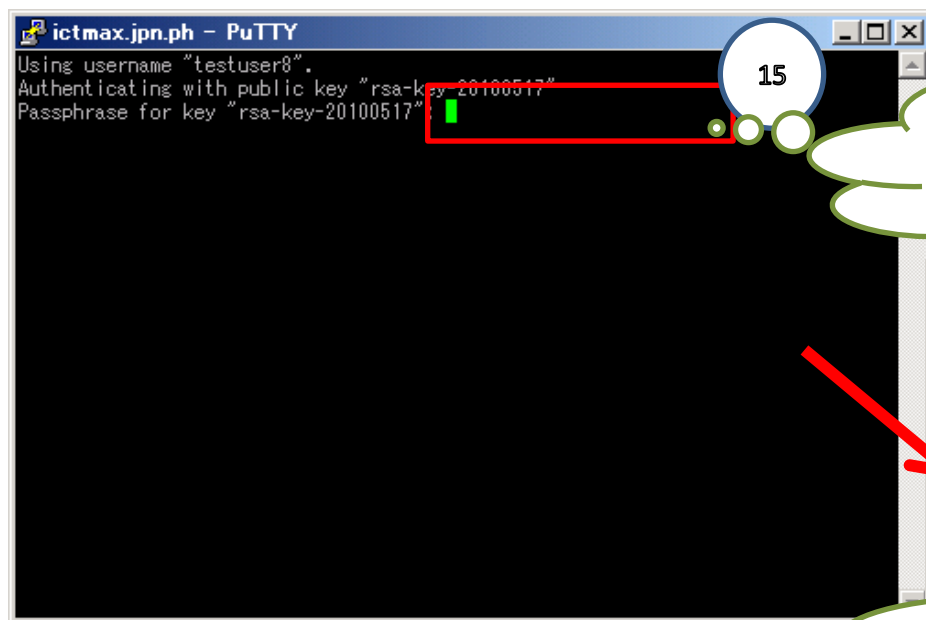 ictmax.jpn.ph - PuTTY
15
Using username "testuser8".
Authenticating with public key "rsa-key-20100517"
Passphrase for key "rsa-key-20100517":